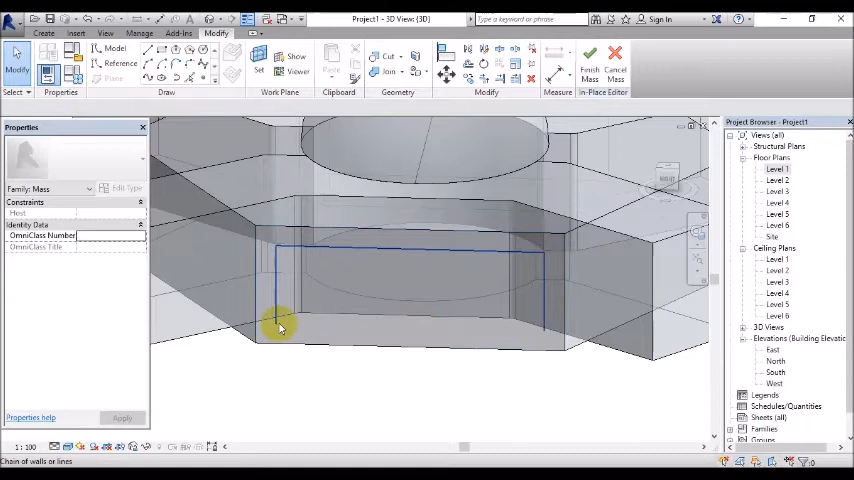 Project1 - 3D View: {3D}
Type a keyword or phrase
Sign In
Create Insert View Manage Add-Ins Modify
Modify
Select
Properties
Model
Reference
Plane
Draw
Set
Show
Viewer
Work Plane
Paste
Clipboard
Cut
Join
Geometry
Modify
Measure
Finish Mass
Cancel Mass
In-Place Editor
Properties
Family: Mass
Edit Type
Constraints
Host
Identity Data
OmniClass Number
OmniClass Title
Properties help
Apply
Project Browser - Project1
Views (all)
Structural Plans
Floor Plans
Level 1
Level 2
Level 3
Level 4
Level 5
Level 6
Site
Ceiling Plans
Level 1
Level 2
Level 3
Level 4
Level 5
Level 6
3D Views
Elevations (Building Elevatio
East
North
South
West
Legends
Schedules/Quantities
Sheets (all)
Families
Groups
1 : 100
Chain of walls or lines
:0